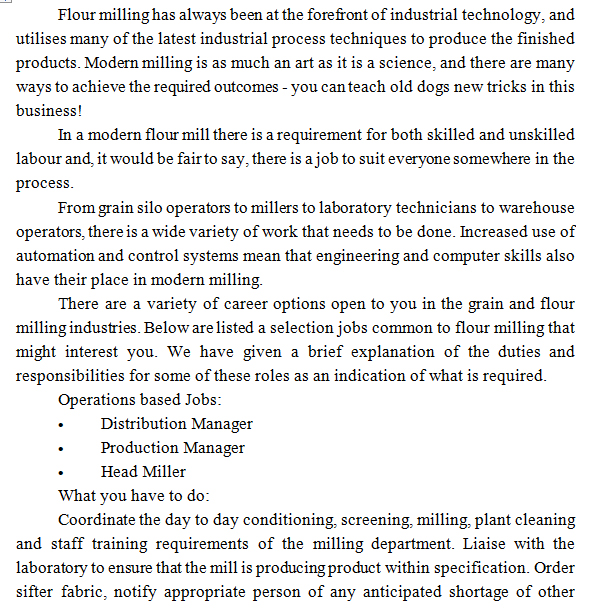 Flour milling has always been at the forefront of industrial technology, and
utilises many of the latest industrial process techniques to produce the finished
products. Modern milling is as much an art as it is a science, and there are many
ways to achieve the required outcomes - you can teach old dogs new tricks in this
business!
In a modern flour mill there is a requirement for both skilled and unskilled
labour and, it would be fair to say, there is a job to suit everyone somewhere in the
process.
From grain silo operators to millers to laboratory technicians to warehouse
operators, there is a wide variety of work that needs to be done. Increased use of
automation and control systems mean that engineering and computer skills also
have their place in modern milling.
There are a variety of career options open to you in the grain and flour
milling industries. Below are listed a selection jobs common to flour milling that
might interest you. We have given a brief explanation of the duties and
responsibilities for some of these roles as an indication of what is required.
Operations based Jobs:
• Distribution Manager
• Production Manager
• Head Miller
What you have to do:
Coordinate the day to day conditioning, screening, milling, plant cleaning
and staff training requirements of the milling department. Liaise with the
laboratory to ensure that the mill is producing product within specification. Order
sifter fabric, notify appropriate person of any anticipated shortage of other